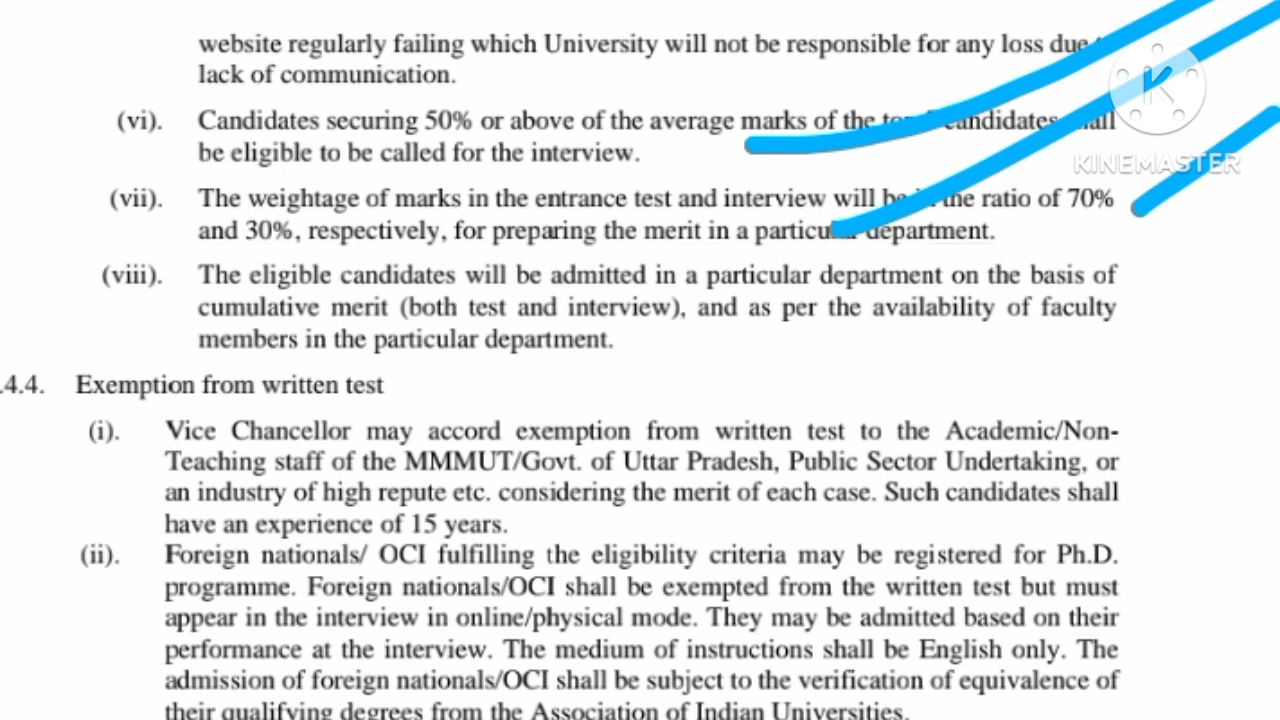 website regularly failing which University will not be responsible for any loss due
lack of communication.
(vi). Candidates securing 50% or above of the average marks of the candidates
be eligible to be called for the interview.
(vii). The weightage of marks in the entrance test and interview will the ratio of 70%
and 30%, respectively, for preparing the merit in a particular department.
(viii). The eligible candidates will be admitted in a particular department on the basis of
cumulative merit (both test and interview), and as per the availability of faculty
members in the particular department.
.4.4. Exemption from written test
(i). Vice Chancellor may accord exemption from written test to the Academic/Non-
Teaching staff of the MMMUT/Govt. of Uttar Pradesh, Public Sector Undertaking, or
an industry of high repute etc. considering the merit of each case. Such candidates shall
have an experience of 15 years.
(ii). Foreign nationals/ OCI fulfilling the eligibility criteria may be registered for Ph.D.
programme. Foreign nationals/OCI shall be exempted from the written test but must
appear in the interview in online/physical mode. They may be admitted based on their
performance at the interview. The medium of instructions shall be English only. The
admission of foreign nationals/OCI shall be subject to the verification of equivalence of
their qualifying degrees from the Association of Indian Universities.
K
KINEMASTER